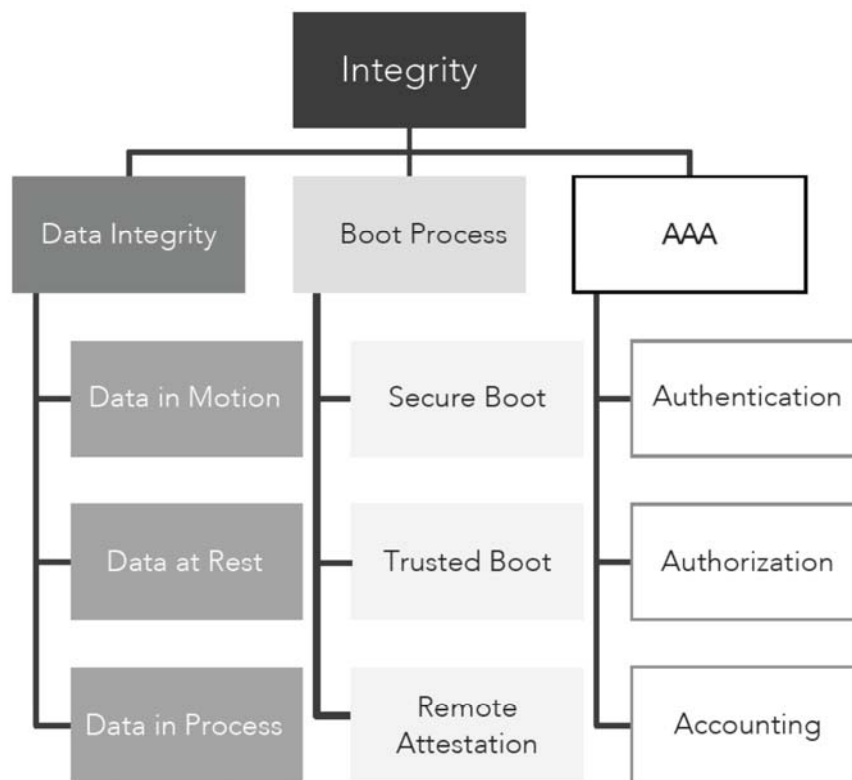 Integrity
Data Integrity
Boot Process
AAA
Data in Motion
Secure Boot
Authentication
Data at Rest
Trusted Boot
Authorization
Data in Process
Remote
Attestation
Accounting